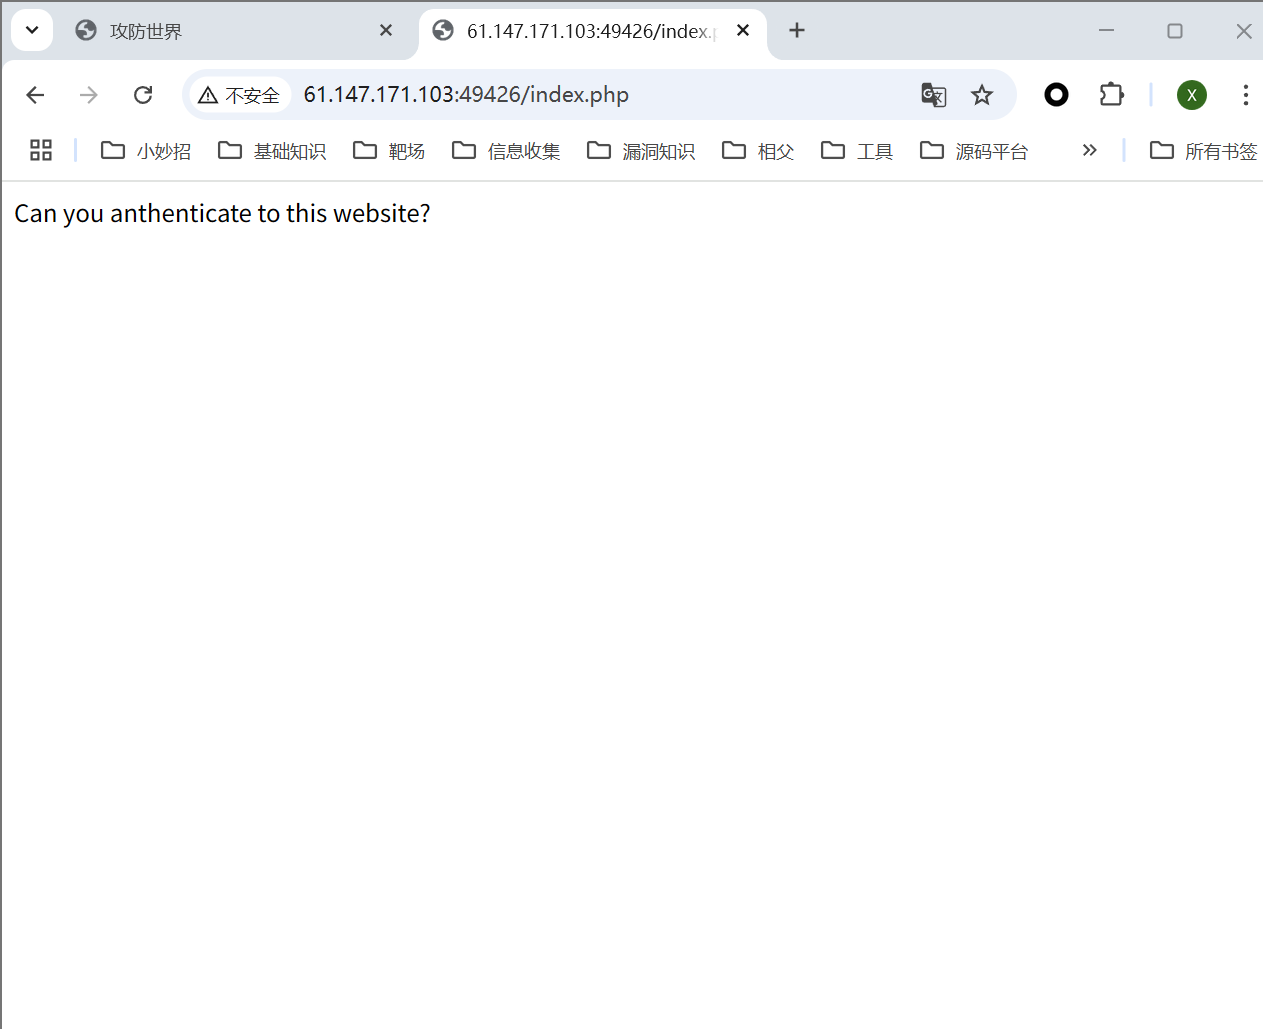 攻防世界
61.147.171.103:49426/index.p
不安全 61.147.171.103:49426/index.php
X
小妙招 基础知识 靶场 信息收集 漏洞知识 相父 工具 源码平台 » 所有书签
Can you anthenticate to this website?